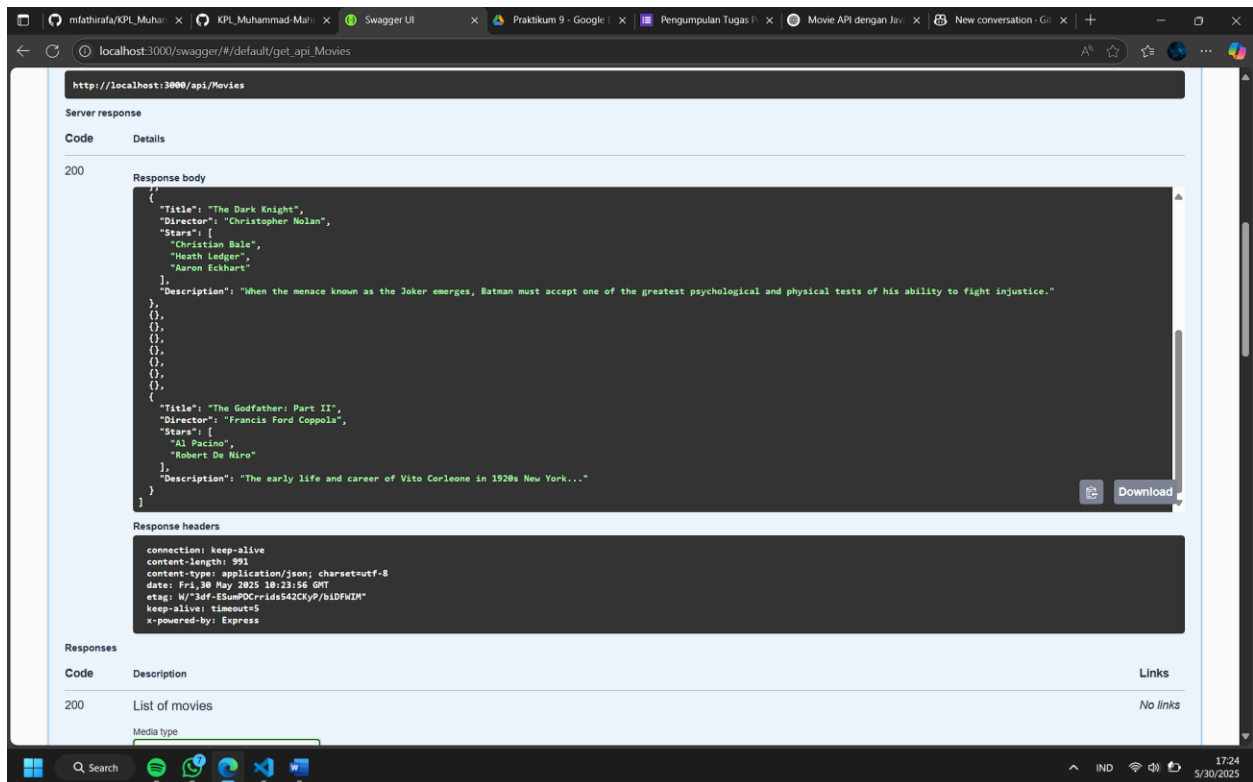 mfathirafa/KPL_Muhan
KPL_Muhammad-Mahr
Swagger UI
Praktikum 9 - Google D
Pengumpulan Tugas P
Movie API dengan Jav
New conversation · Git
localhost:3000/swagger/#/default/get_api_Movies
http://localhost:3000/api/Movies
Server response
Code Details
200
Response body
},
{
"Title": "The Dark Knight",
"Director": "Christopher Nolan",
"Stars": [
"Christian Bale",
"Heath Ledger",
"Aaron Eckhart"
],
"Description": "When the menace known as the Joker emerges, Batman must accept one of the greatest psychological and physical tests of his ability to fight injustice."
},
{},
{},
{},
{},
{},
{},
{},
{
"Title": "The Godfather: Part II",
"Director": "Francis Ford Coppola",
"Stars": [
"Al Pacino",
"Robert De Niro"
],
"Description": "The early life and career of Vito Corleone in 1920s New York..."
}
]
Download
Response headers
connection: keep-alive
content-length: 991
content-type: application/json; charset=utf-8
date: Fri,30 May 2025 10:23:56 GMT
etag: W/"3df-ESumPDCrrids542CKyP/biDFWIM"
keep-alive: timeout=5
x-powered-by: Express
Responses
Code Description Links
200 List of movies No links
Media type
Search
7
IND
17:24
5/30/2025